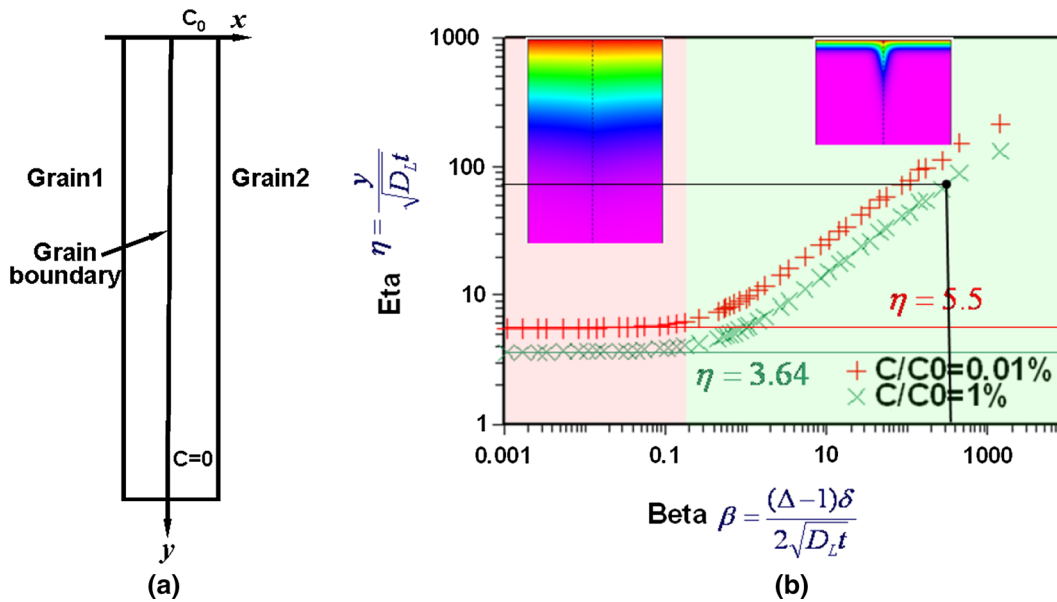 C₀ x
Grain1
Grain2
Grain
boundary
C=0
y
(a)
1000
100
10
1
Eta η = y / √(D_L t)
η = 5.5
η = 3.64
+ C/C0=0.01%
× C/C0=1%
0.001 0.1 10 1000
Beta β = (Δ−1)δ / 2√(D_L t)
(b)